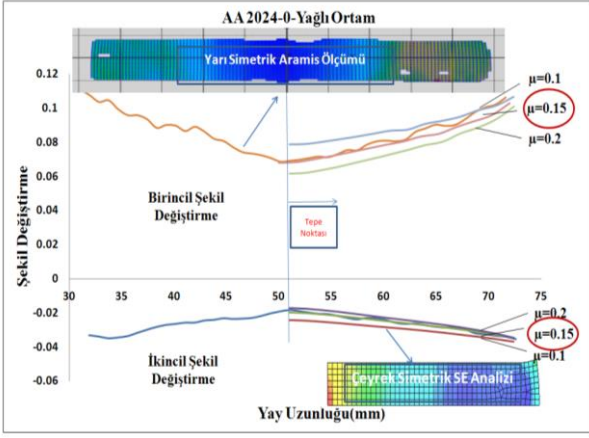 AA 2024-0-Yağlı Ortam
Yarı Simetrik Aramis Ölçümü
Şekil Değiştirme
0.12
0.1
0.08
0.06
0.04
0.02
0
-0.02
-0.04
-0.06
μ=0.1
μ=0.15
μ=0.2
Birincil Şekil
Değiştirme
Tepe
Noktası
30 35 40 45 50 55 60 65 70 75
μ=0.2
μ=0.15
μ=0.1
İkincil Şekil
Değiştirme
Çeyrek Simetrik SE Analizi
Yay Uzunluğu(mm)